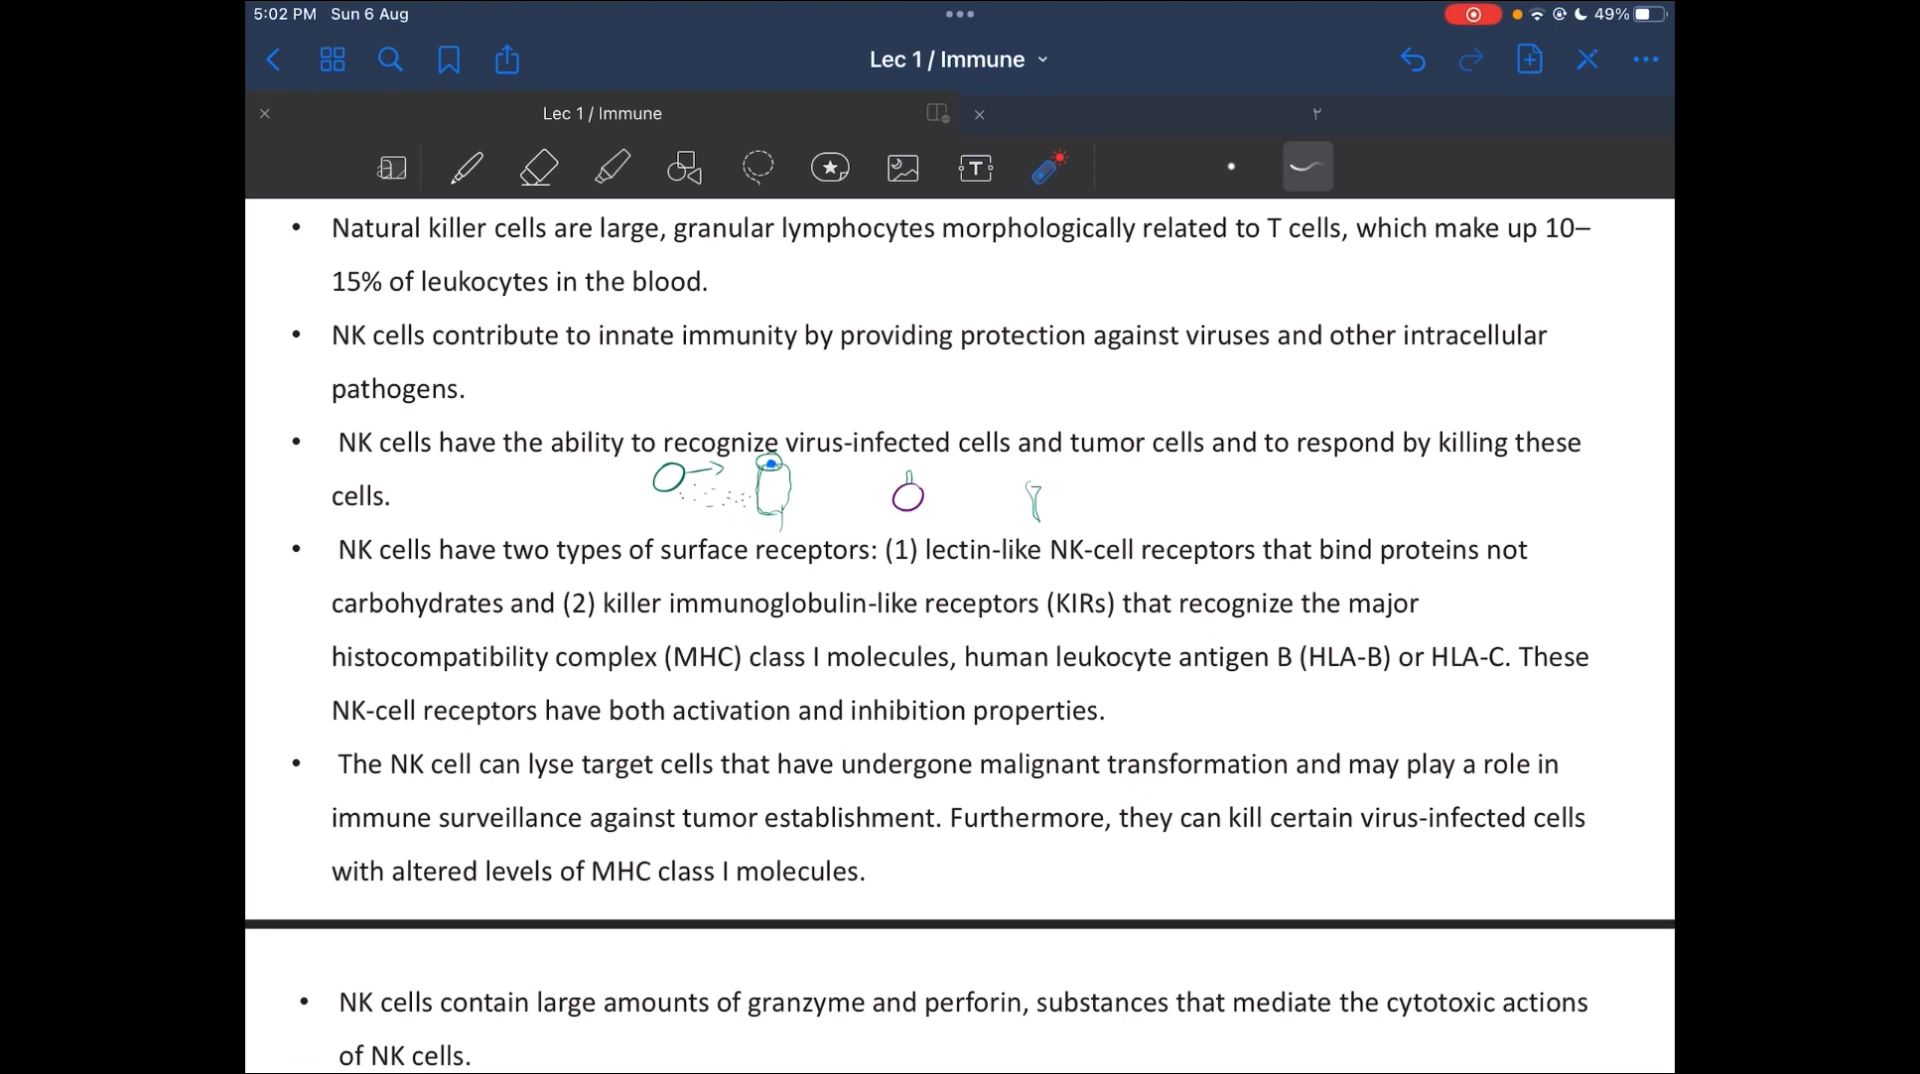 5:02 PM Sun 6 Aug
49%
Lec 1 / Immune
Lec 1 / Immune
٢
T
• Natural killer cells are large, granular lymphocytes morphologically related to T cells, which make up 10–
15% of leukocytes in the blood.
• NK cells contribute to innate immunity by providing protection against viruses and other intracellular
pathogens.
• NK cells have the ability to recognize virus-infected cells and tumor cells and to respond by killing these
cells.
• NK cells have two types of surface receptors: (1) lectin-like NK-cell receptors that bind proteins not
carbohydrates and (2) killer immunoglobulin-like receptors (KIRs) that recognize the major
histocompatibility complex (MHC) class I molecules, human leukocyte antigen B (HLA-B) or HLA-C. These
NK-cell receptors have both activation and inhibition properties.
• The NK cell can lyse target cells that have undergone malignant transformation and may play a role in
immune surveillance against tumor establishment. Furthermore, they can kill certain virus-infected cells
with altered levels of MHC class I molecules.
• NK cells contain large amounts of granzyme and perforin, substances that mediate the cytotoxic actions
of NK cells.